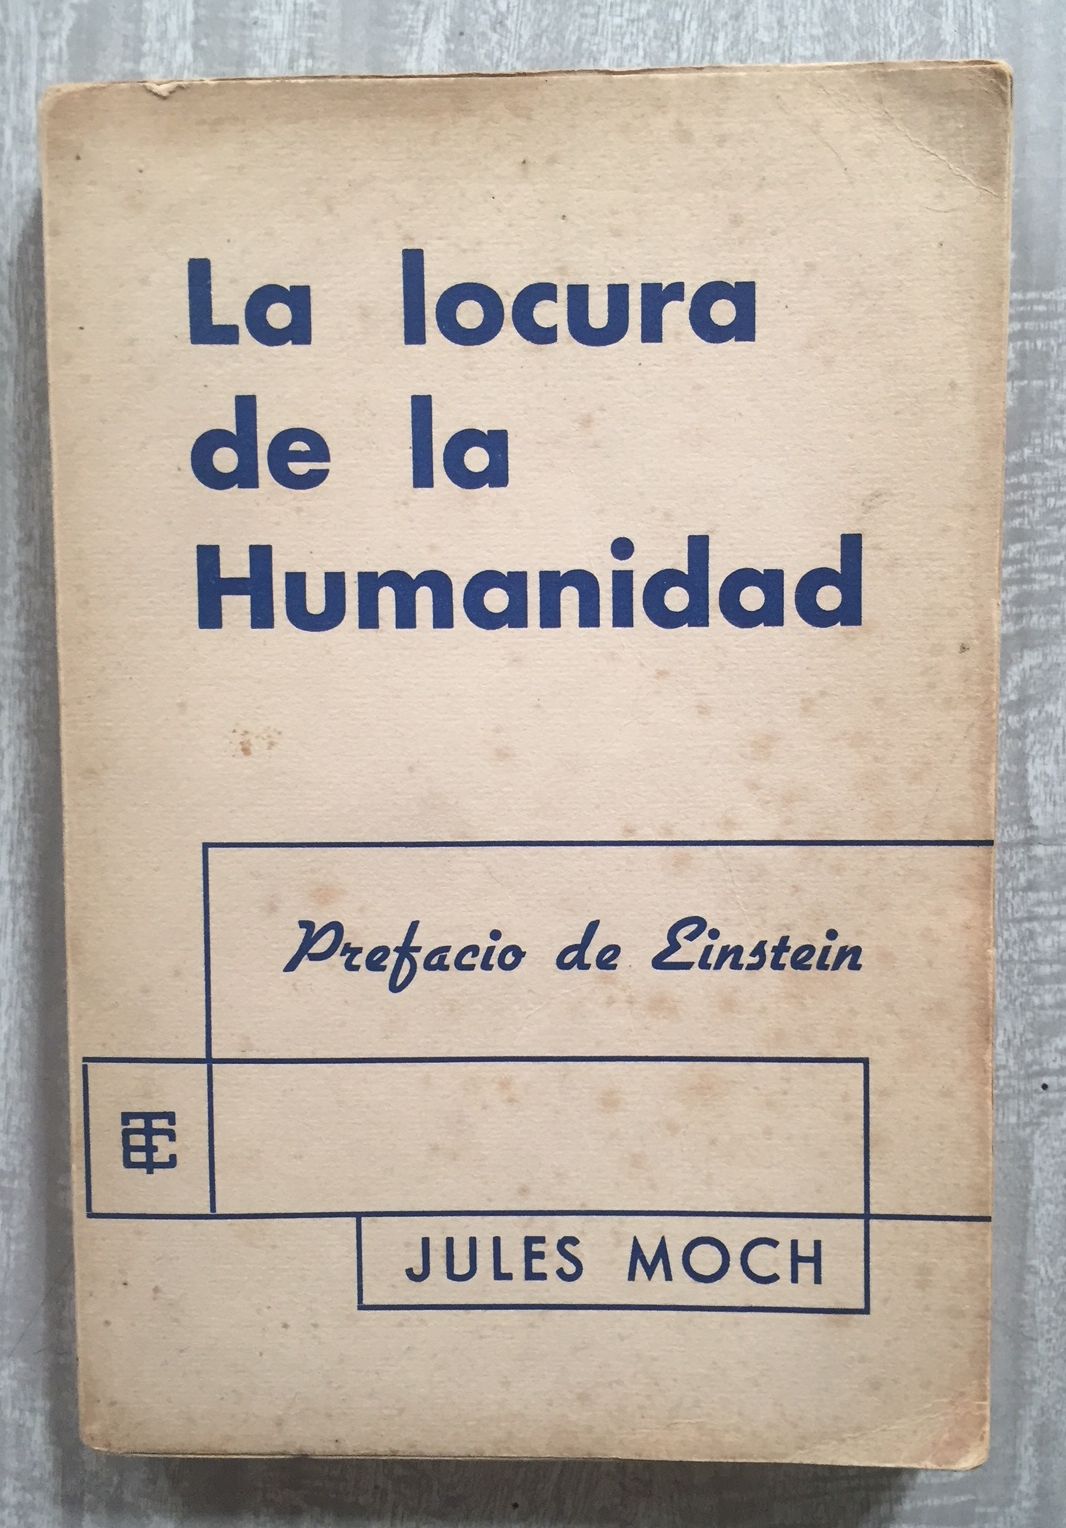 La locura
de la
Humanidad
Prefacio de Einstein
JULES MOCH